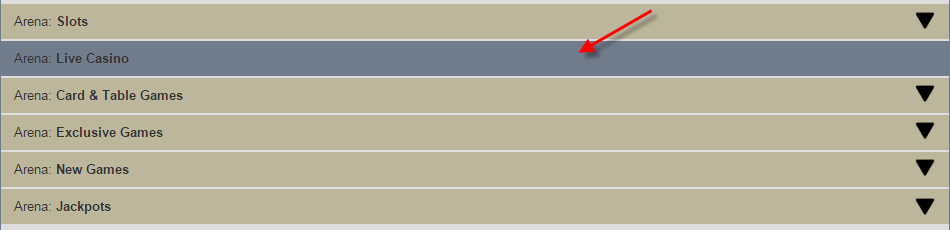 Arena: Slots
Arena: Live Casino
Arena: Card & Table Games
Arena: Exclusive Games
Arena: New Games
Arena: Jackpots